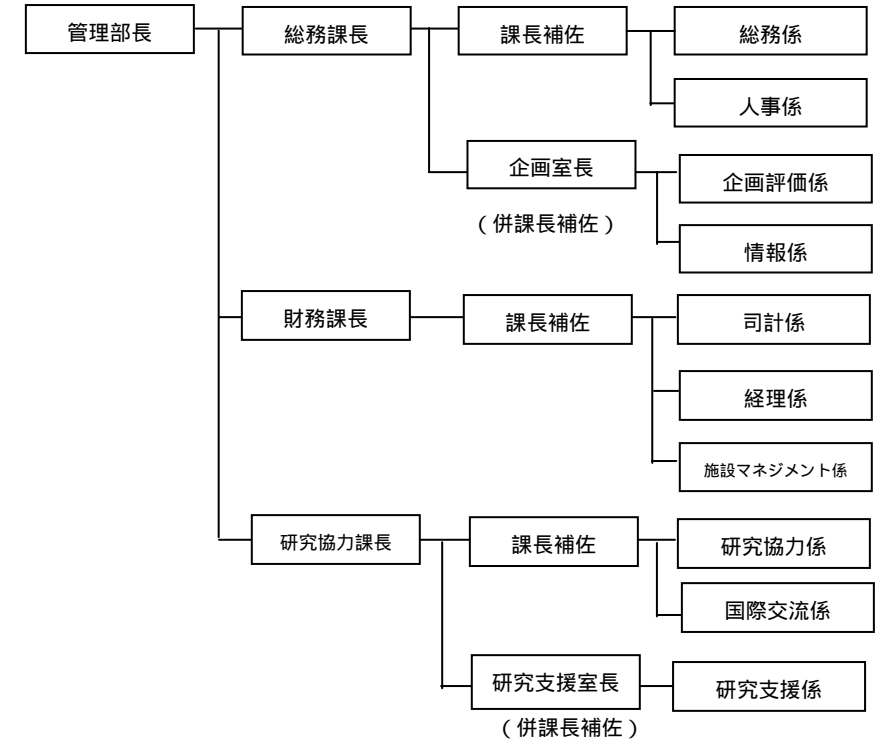 管理部長
総務課長
課長補佐
総務係
人事係
企画室長
（併課長補佐）
企画評価係
情報係
財務課長
課長補佐
司計係
経理係
施設マネジメント係
研究協力課長
課長補佐
研究協力係
国際交流係
研究支援室長
（併課長補佐）
研究支援係